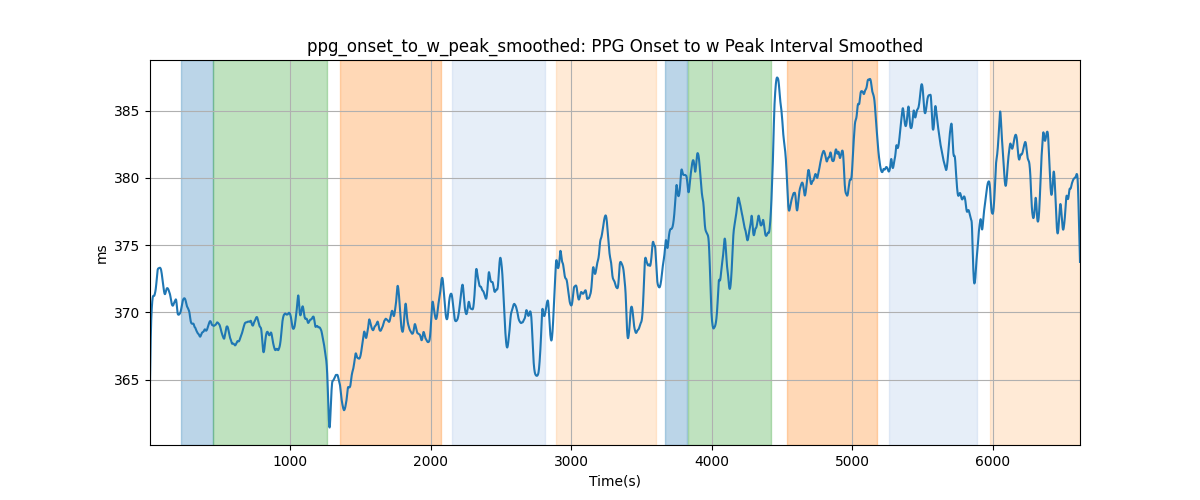 ppg_onset_to_w_peak_smoothed: PPG Onset to w Peak Interval Smoothed
385
380
375
370
365
ms
1000 2000 3000 4000 5000 6000
Time(s)